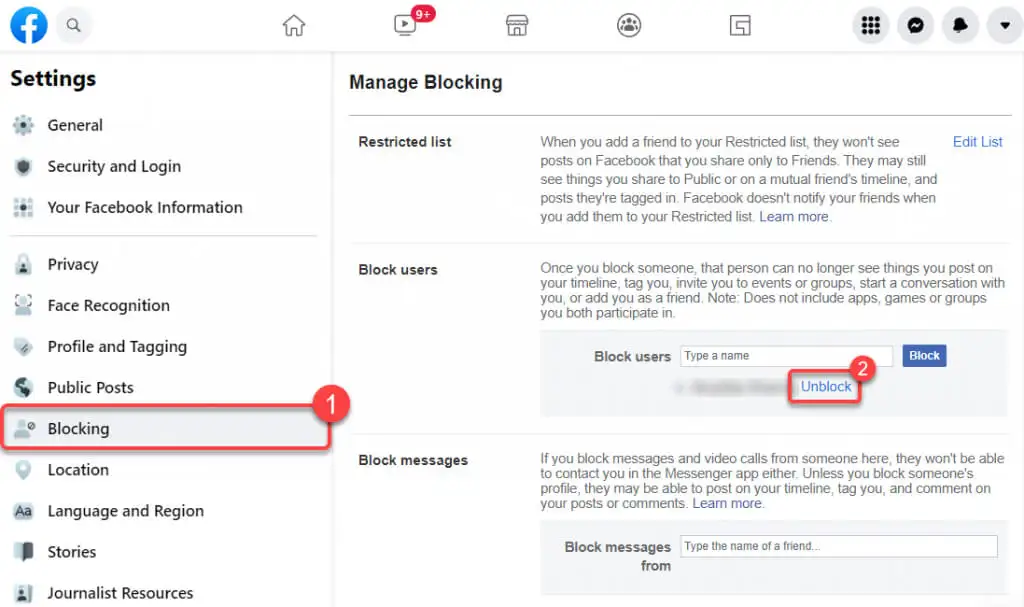 9+
Settings
General
Security and Login
Your Facebook Information
Privacy
Face Recognition
Profile and Tagging
Public Posts
Blocking
1
Location
Aa
Language and Region
Stories
Journalist Resources
Manage Blocking
Restricted list
When you add a friend to your Restricted list, they won't see
posts on Facebook that you share only to Friends. They may still
see things you share to Public or on a mutual friend's timeline, and
posts they're tagged in. Facebook doesn't notify your friends when
you add them to your Restricted list. Learn more.
Edit List
Block users
Once you block someone, that person can no longer see things you post on
your timeline, tag you, invite you to events or groups, start a conversation with
you, or add you as a friend. Note: Does not include apps, games or groups
you both participate in.
Block users
Type a name
Block
Unblock
2
Block messages
If you block messages and video calls from someone here, they won't be able
to contact you in the Messenger app either. Unless you block someone's
profile, they may be able to post on your timeline, tag you, and comment on
your posts or comments. Learn more.
Block messages
from
Type the name of a friend...